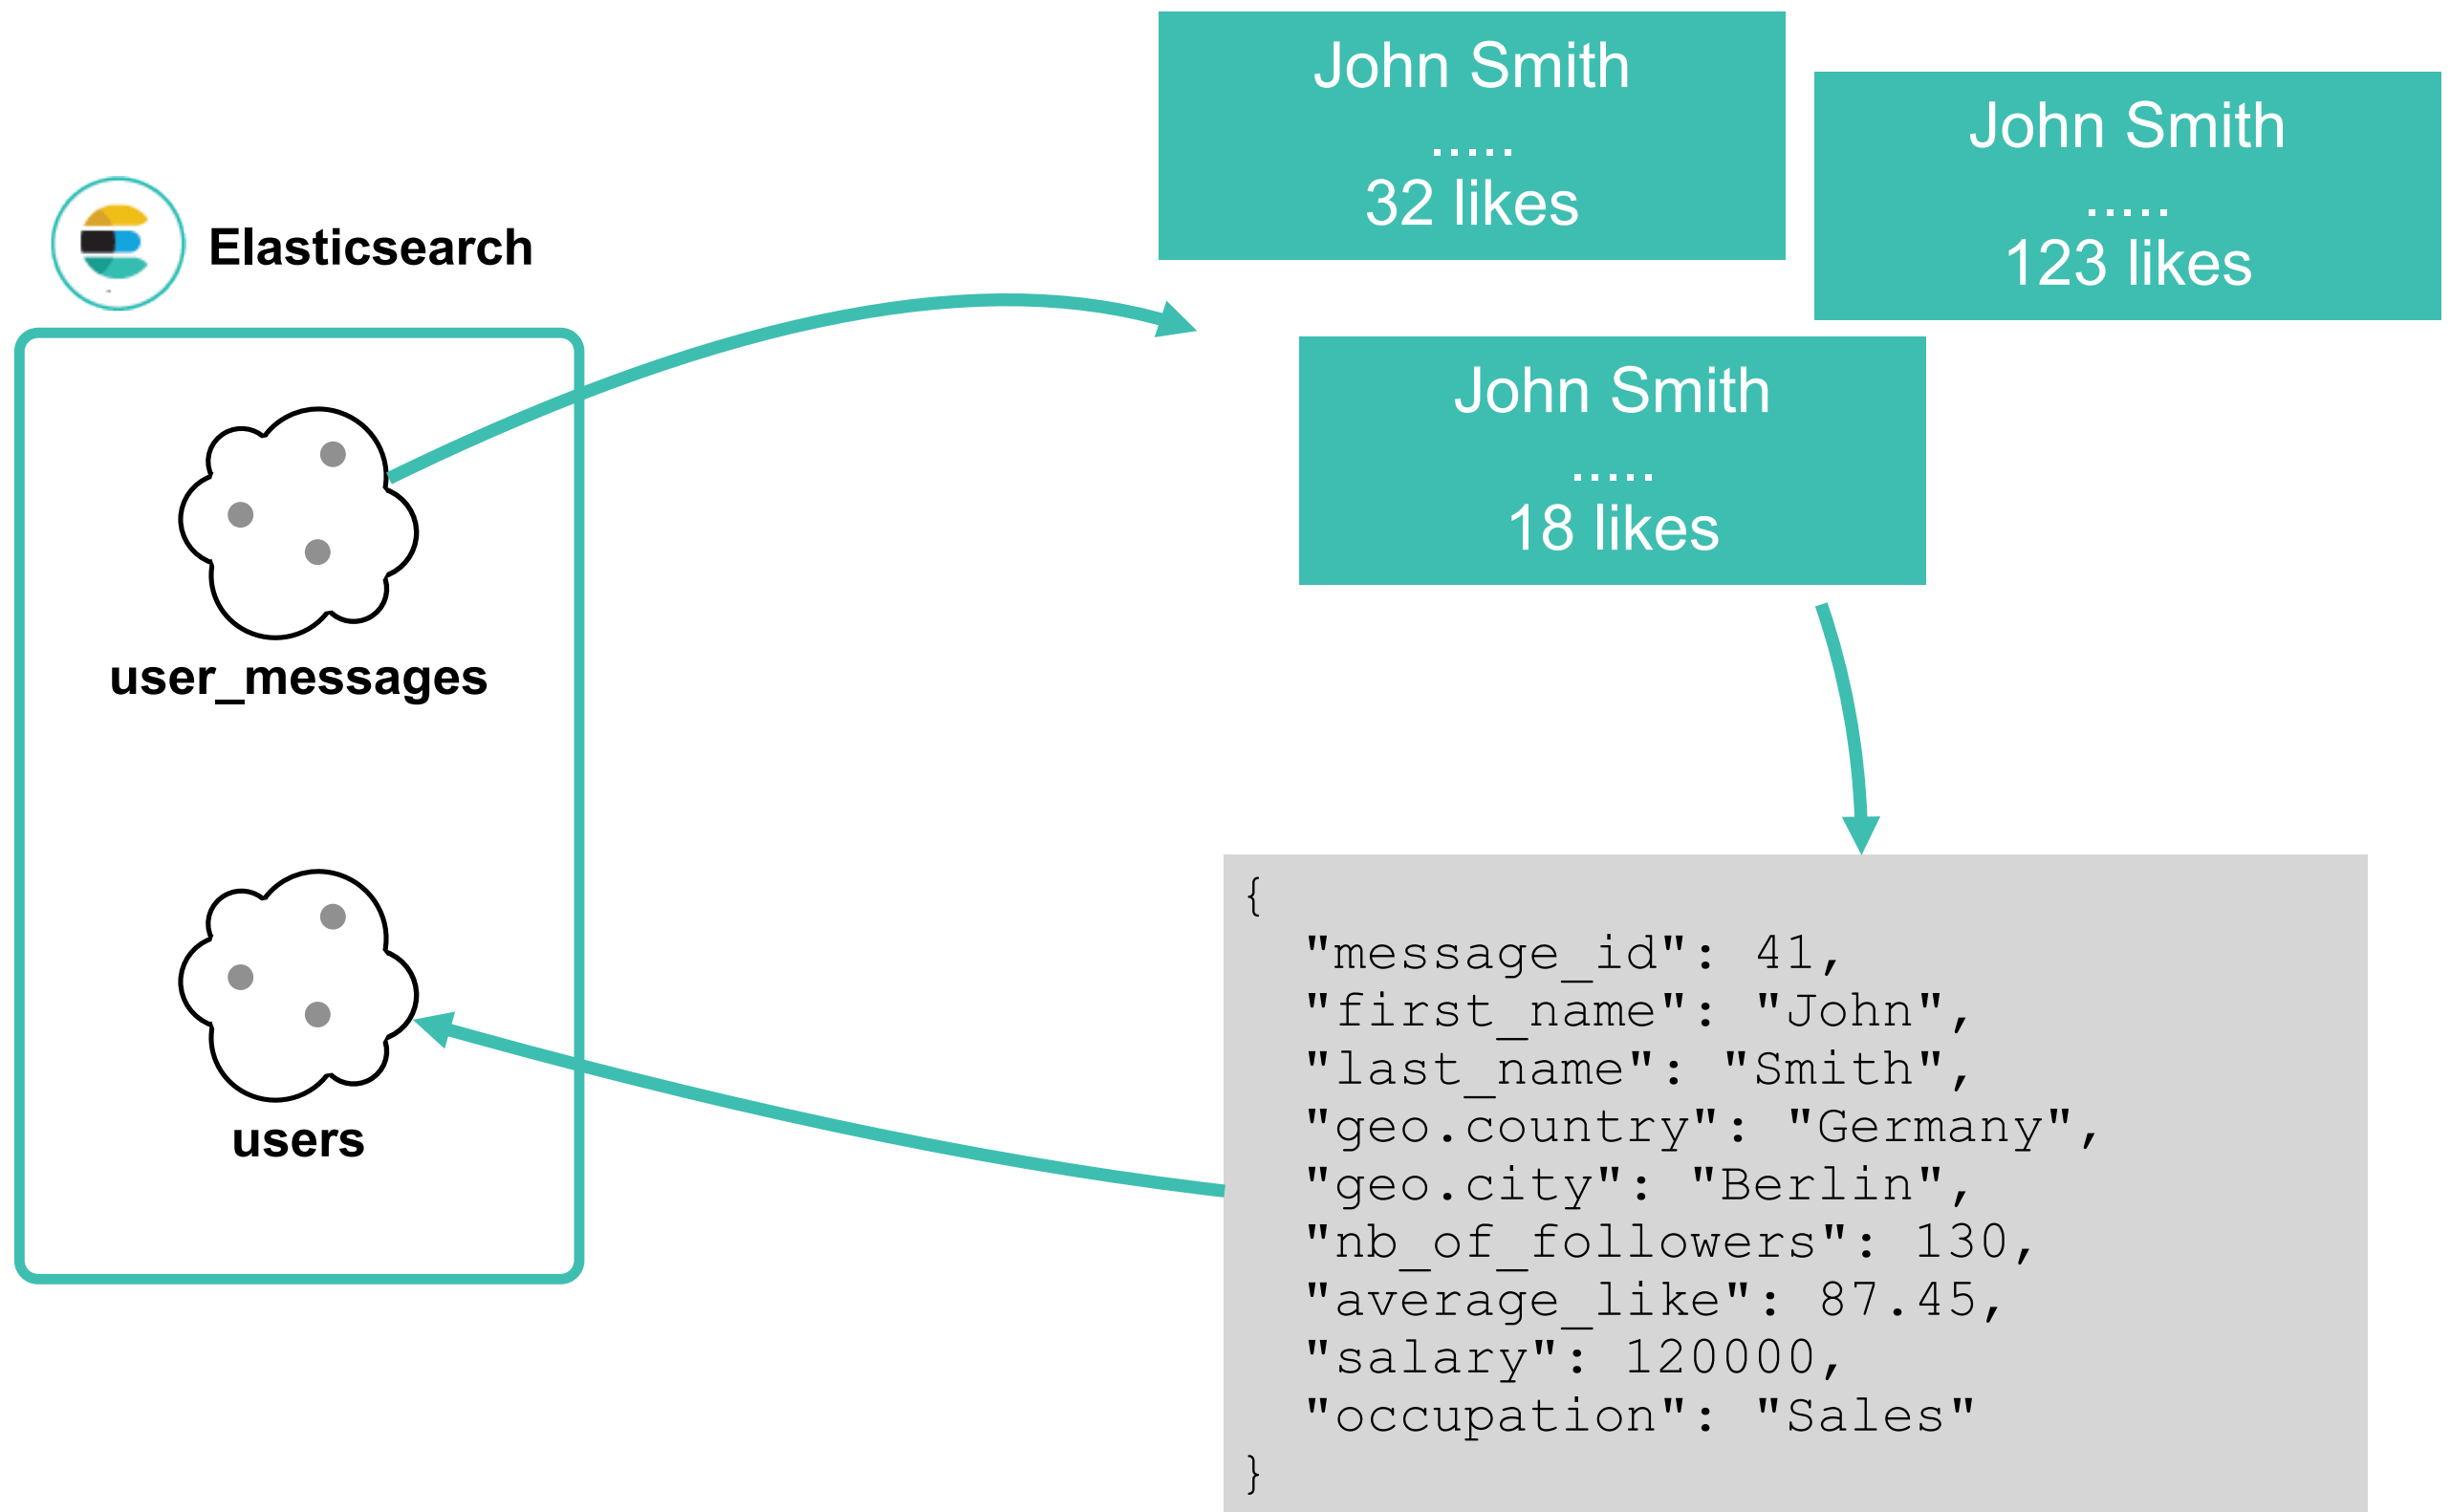 Elasticsearch
user_messages
users
John Smith
.....
32 likes
John Smith
.....
123 likes
John Smith
.....
18 likes
{
"message_id": 41,
"first_name": "John",
"last_name": "Smith",
"geo.country": "Germany",
"geo.city": "Berlin",
"nb_of_followers": 130,
"average_like": 87.45,
"salary": 120000,
"occupation": "Sales"
}